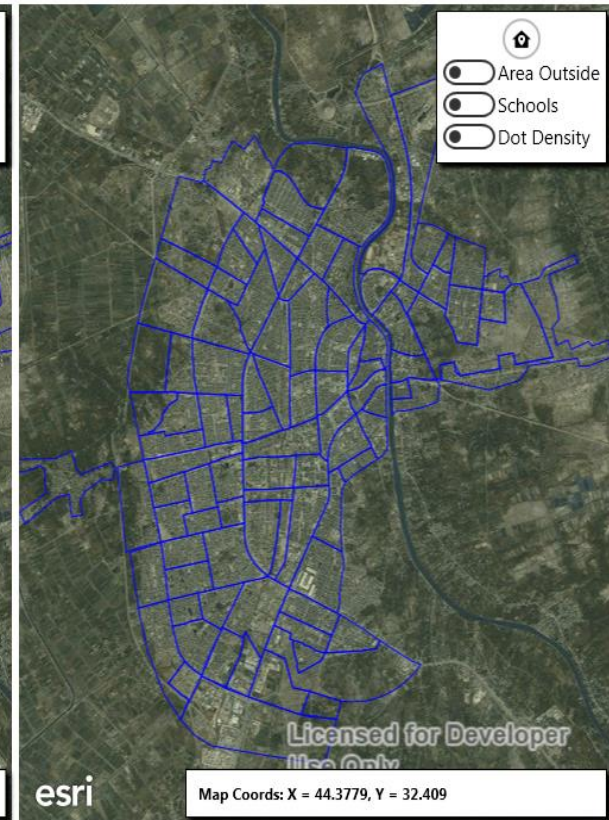 Area Outside
Schools
Dot Density
Licensed for Developer
Use Only
esri
Map Coords: X = 44.3779, Y = 32.409